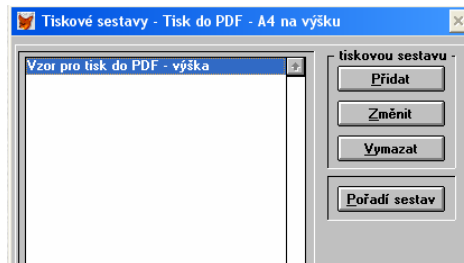 Tiskové sestavy - Tisk do PDF - A4 na výšku
Vzor pro tisk do PDF - výška
tiskovou sestavu
Přidat
Změnit
Vymazat
Pořadí sestav